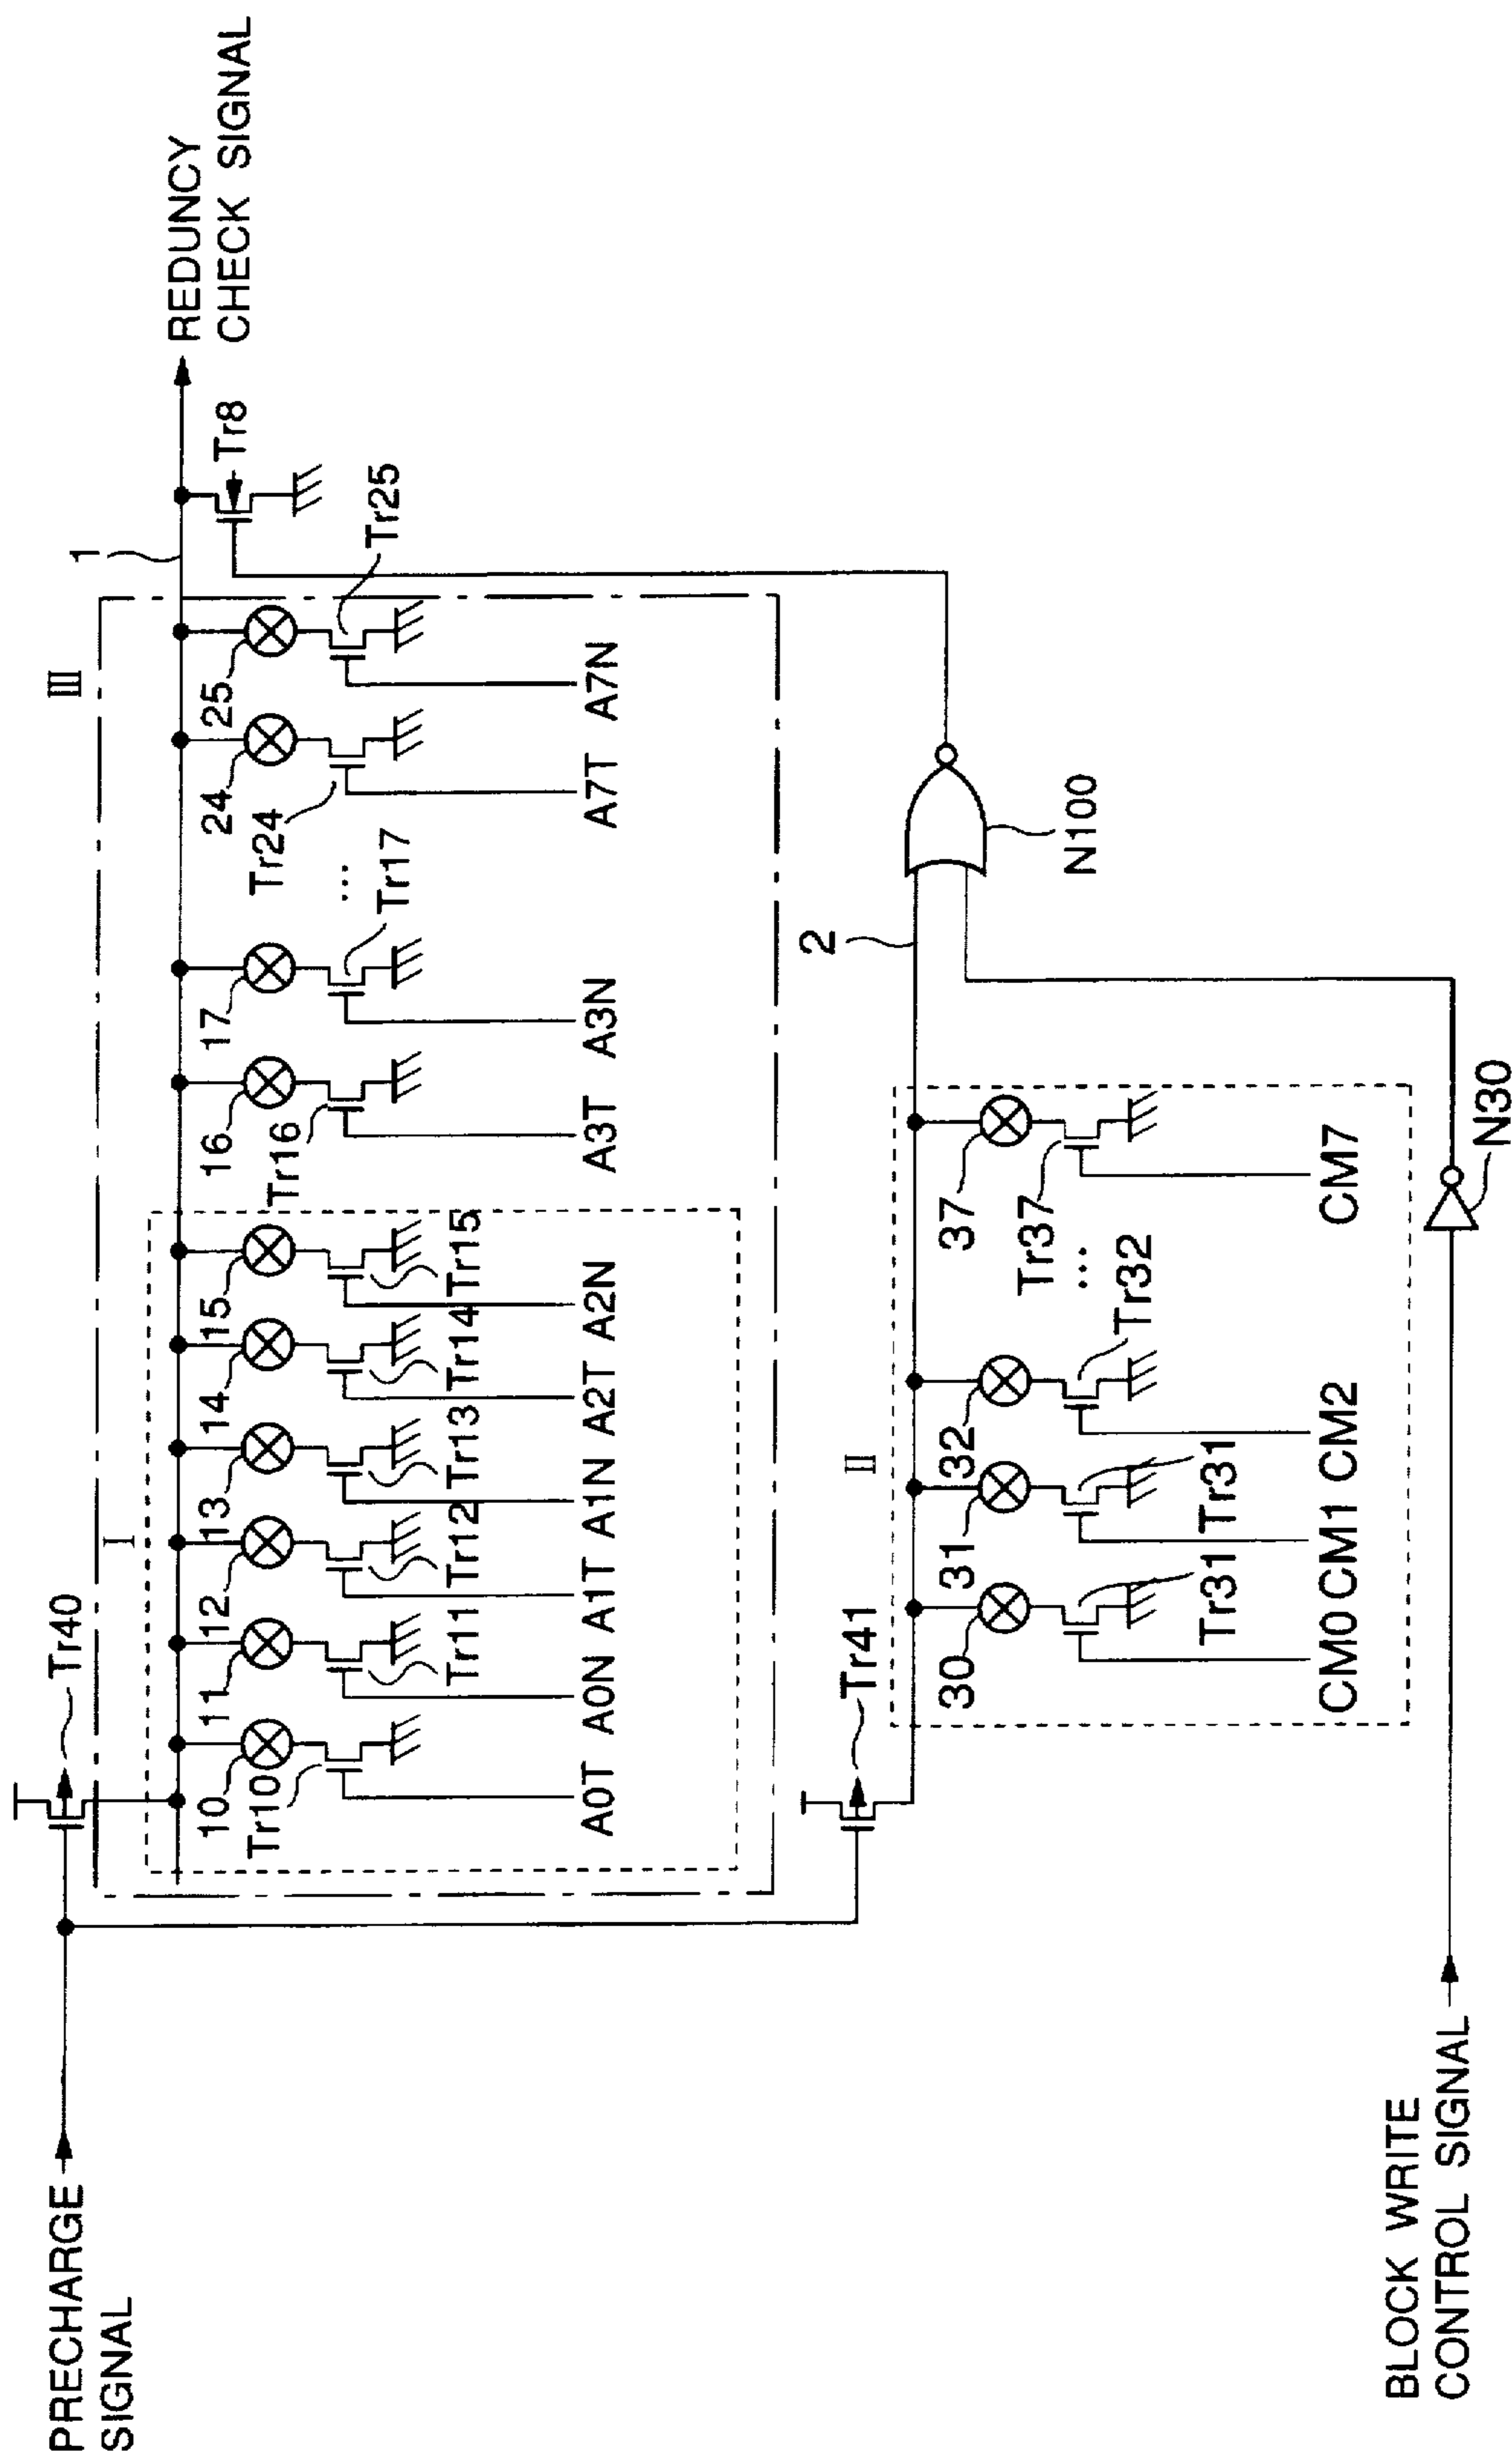 PRECHARGE
SIGNAL
Tr40
III
1
REDUNCY
CHECK SIGNAL
I
10
11
12
13
14
15
16
17
24
25
Tr8
Tr10
Tr11
Tr12
Tr13
Tr14
Tr15
Tr16
Tr17
...
Tr24
Tr25
A0T
A0N
A1T
A1N
A2T
A2N
A3T
A3N
A7T
A7N
Tr41
II
2
30
31
32
37
Tr31
Tr31
Tr32
...
Tr37
N100
CM0
CM1
CM2
CM7
N30
BLOCK WRITE
CONTROL SIGNAL